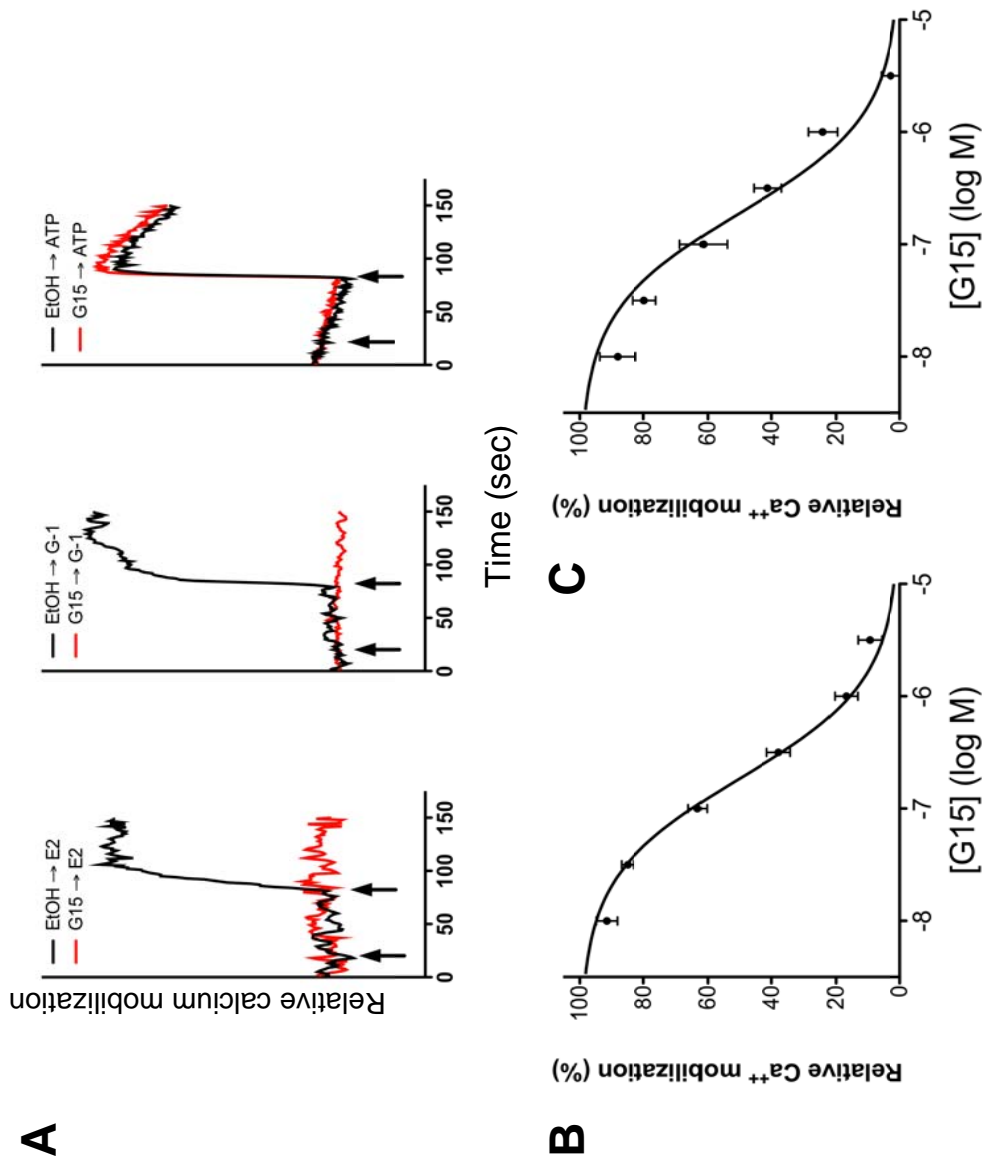 A
Relative calcium mobilization
EtOH → E2
G15 → E2
0 50 100 150
EtOH → G-1
G15 → G-1
0 50 100 150
EtOH → ATP
G15 → ATP
0 50 100 150
Time (sec)
B
Relative Ca⁺⁺ mobilization (%)
100
80
60
40
20
0
-8 -7 -6 -5
[G15] (log M)
C
Relative Ca⁺⁺ mobilization (%)
100
80
60
40
20
0
-8 -7 -6 -5
[G15] (log M)